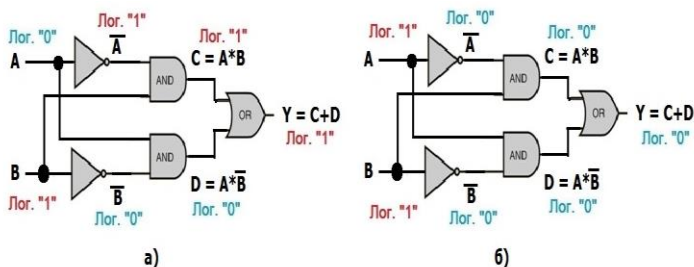 Лог. "1"
Лог. "0"
A
A
Лог. "1"
C = A*B
AND
OR
Y = C+D
Лог. "1"
AND
B
Лог. "1"
B
Лог. "0"
D = A*B̅
Лог. "0"
а)
Лог. "1"
A
Лог. "0"
A̅
Лог. "0"
C = A*B
AND
OR
Y = C+D
Лог. "0"
AND
B
Лог. "1"
B̅
Лог. "0"
D = A*B̅
Лог. "0"
б)